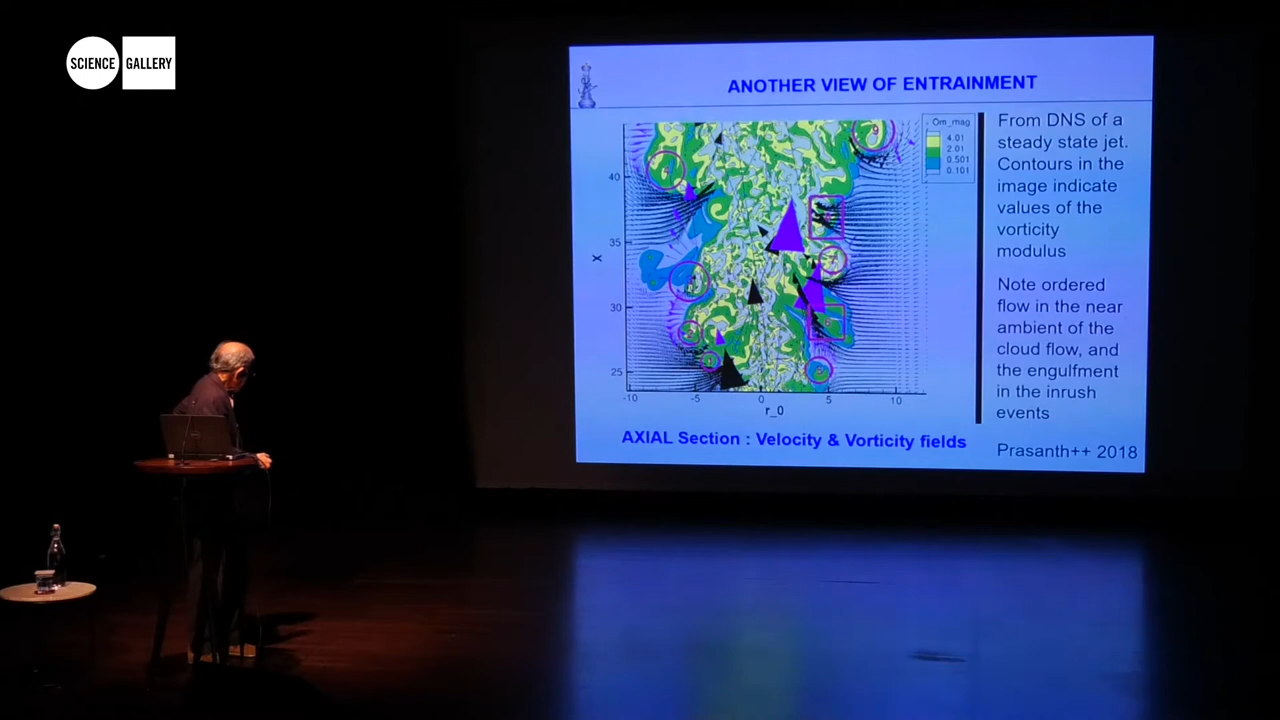 SCIENCE GALLERY
ANOTHER VIEW OF ENTRAINMENT
Om_mag
4.01
2.01
0.501
0.101
40
35
30
25
X
-10 -5 0 5 10
r_0
From DNS of a
steady state jet.
Contours in the
image indicate
values of the
vorticity
modulus
Note ordered
flow in the near
ambient of the
cloud flow, and
the engulfment
in the inrush
events
AXIAL Section : Velocity & Vorticity fields
Prasanth++ 2018